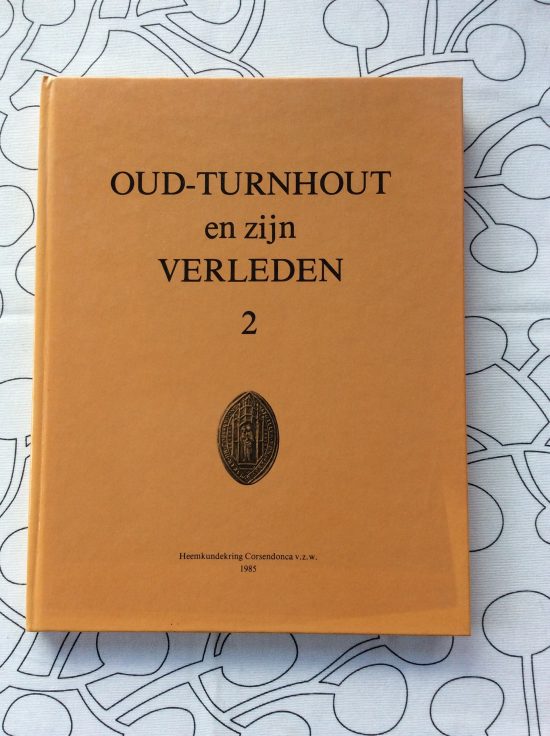 OUD-TURNHOUT
en zijn
VERLEDEN
2
Heemkundekring Corsendonca v.z.w.
1985